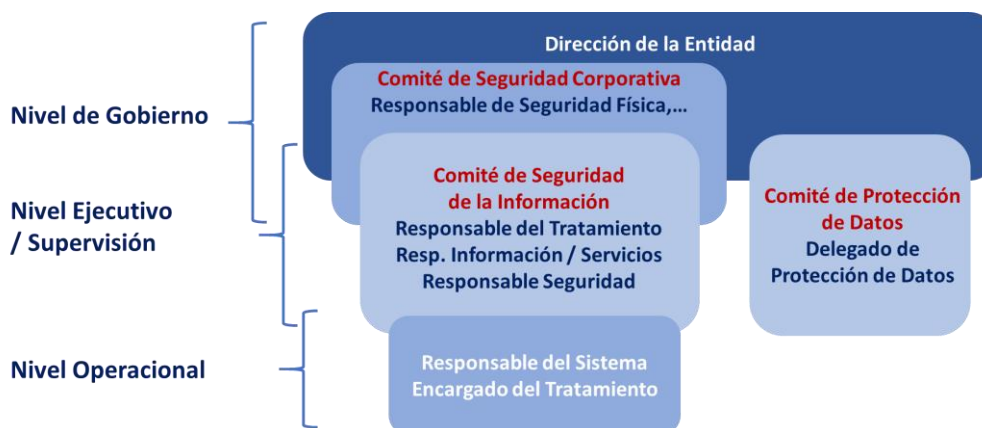 Dirección de la Entidad
Comité de Seguridad Corporativa
Responsable de Seguridad Física,...
Nivel de Gobierno
Comité de Seguridad
de la Información
Responsable del Tratamiento
Resp. Información / Servicios
Responsable Seguridad
Comité de Protección
de Datos
Delegado de
Protección de Datos
Nivel Ejecutivo
/ Supervisión
Nivel Operacional
Responsable del Sistema
Encargado del Tratamiento